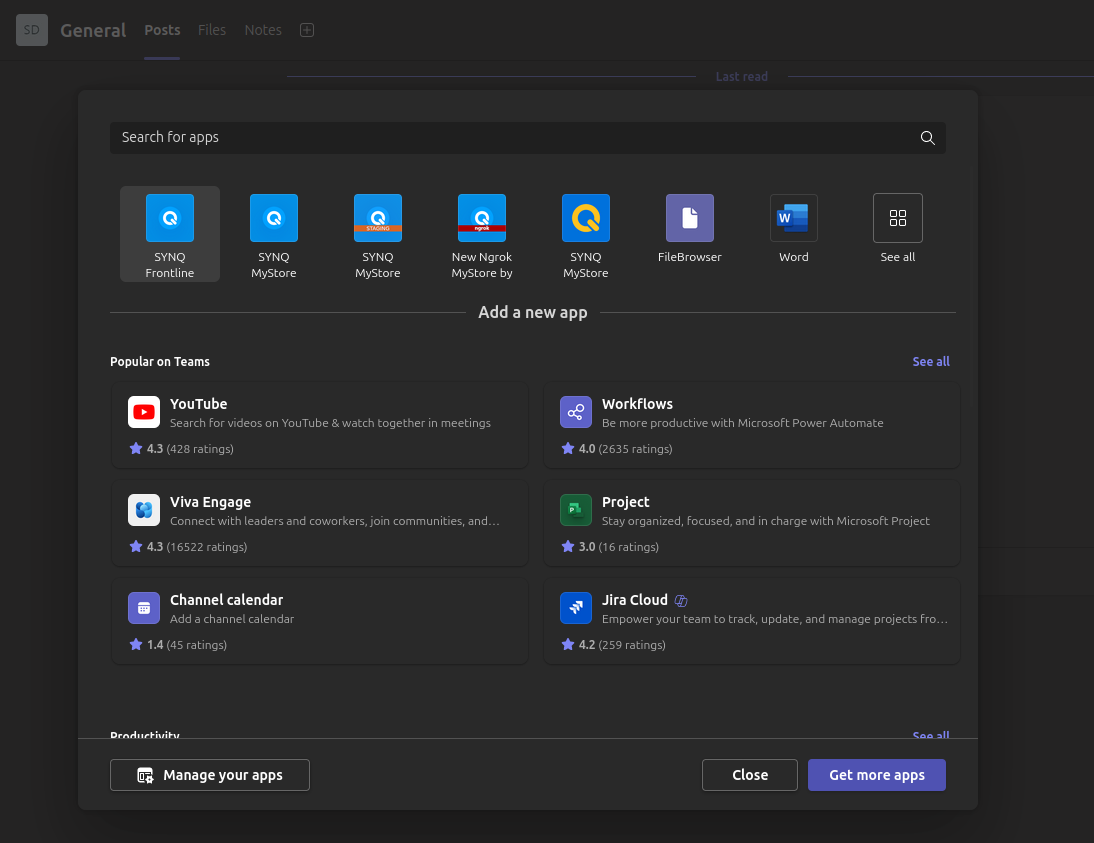 SD General Posts Files Notes
Last read
Search for apps
SYNQ Frontline
SYNQ MyStore
STAGING
SYNQ MyStore
ngrok
New Ngrok MyStore by
SYNQ MyStore
FileBrowser
W
Word
See all
Add a new app
Popular on Teams See all
YouTube
Search for videos on YouTube & watch together in meetings
4.3 (428 ratings)
Workflows
Be more productive with Microsoft Power Automate
4.0 (2635 ratings)
Viva Engage
Connect with leaders and coworkers, join communities, and…
4.3 (16522 ratings)
P
Project
Stay organized, focused, and in charge with Microsoft Project
3.0 (16 ratings)
Channel calendar
Add a channel calendar
1.4 (45 ratings)
Jira Cloud
Empower your team to track, update, and manage projects fro…
4.2 (259 ratings)
Productivity See all
Manage your apps Close Get more apps